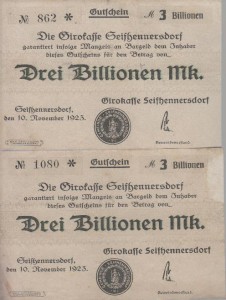 № 862 * Gutschein ℳ 3 Billionen
Die Girokasse Seifhennersdorf
garantiert infolge Mangels an Bargeld dem Inhaber
dieses Gutscheins für den Betrag von
Drei Billionen Mk.
Seifhennersdorf,
den 10. November 1923.
Girokasse Seifhennersdorf
№ 1080 * Gutschein ℳ 3 Billionen
Die Girokasse Seifhennersdorf
garantiert infolge Mangels an Bargeld dem Inhaber
dieses Gutscheins für den Betrag von
Drei Billionen Mk.
Seifhennersdorf,
den 10. November 1923.
Girokasse Seifhennersdorf